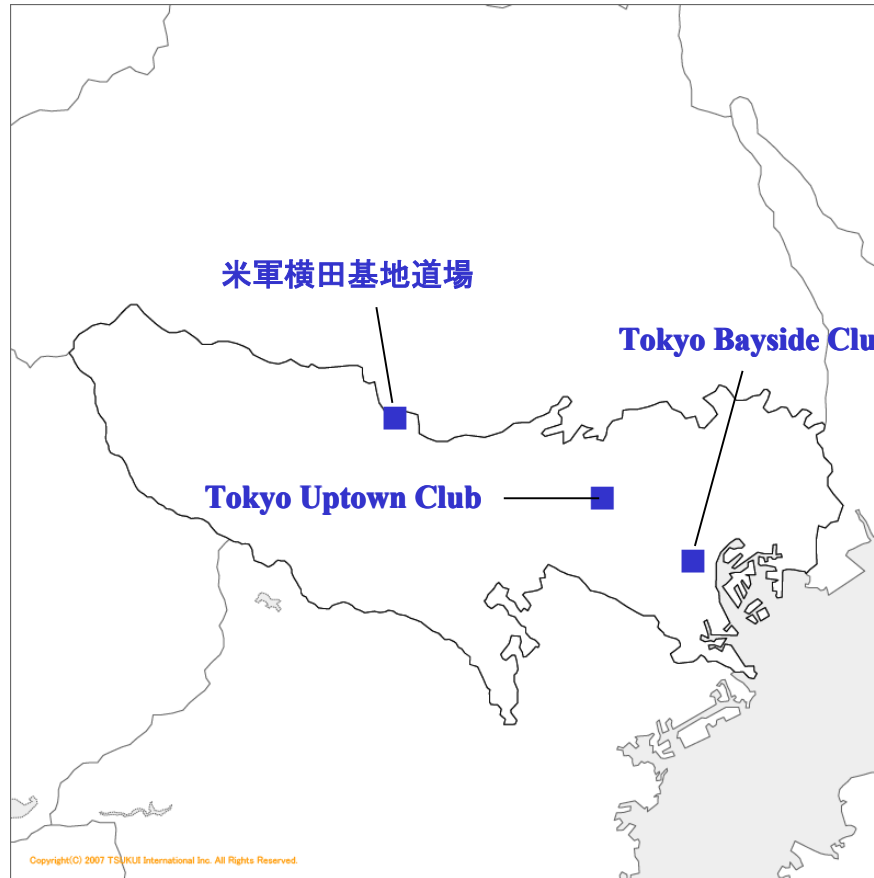 米軍横田基地道場
Tokyo Bayside Clu
Tokyo Uptown Club
Copyright(C) 2007 TSUKUI International Inc. All Rights Reserved.